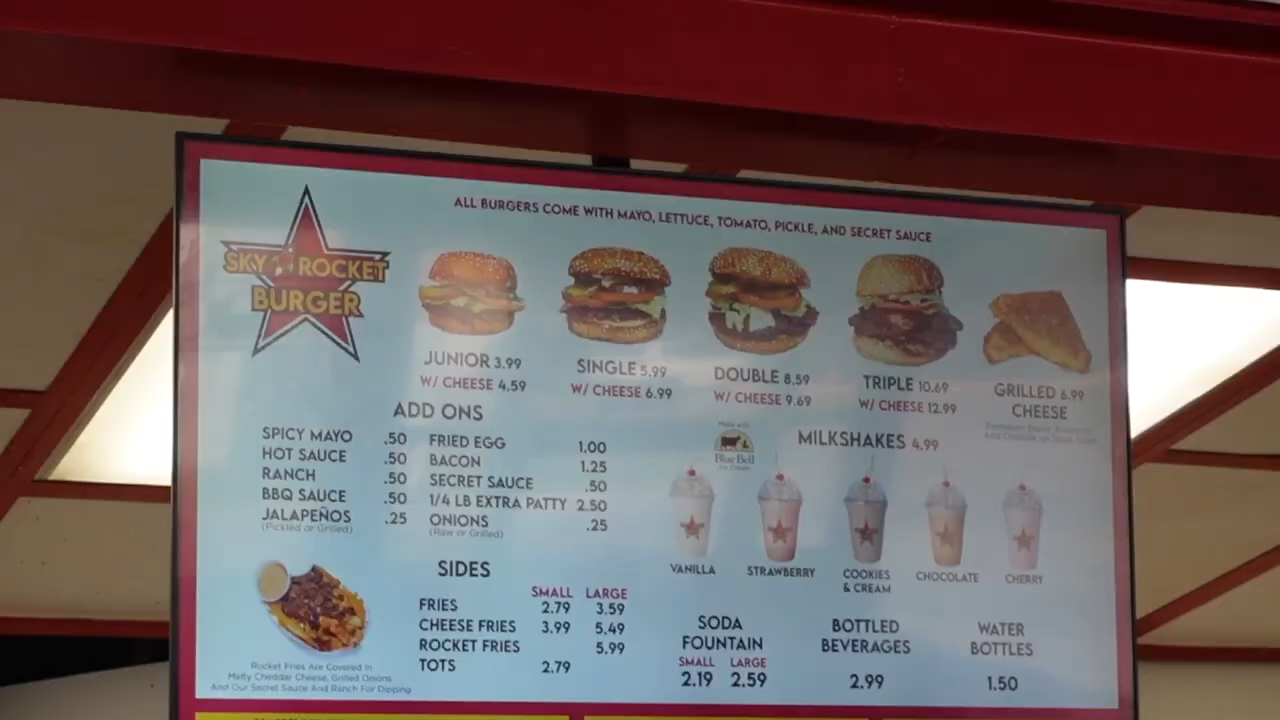 ALL BURGERS COME WITH MAYO, LETTUCE, TOMATO, PICKLE, AND SECRET SAUCE
SKY ROCKET
BURGER
JUNIOR 3.99
W/ CHEESE 4.59
SINGLE 5.99
W/ CHEESE 6.99
DOUBLE 8.59
W/ CHEESE 9.69
TRIPLE 10.69
W/ CHEESE 12.99
GRILLED 6.99
CHEESE
ADD ONS
SPICY MAYO .50
HOT SAUCE .50
RANCH .50
BBQ SAUCE .50
JALAPEÑOS .25
(Pickled or Grilled)
FRIED EGG 1.00
BACON 1.25
SECRET SAUCE .50
1/4 LB EXTRA PATTY 2.50
ONIONS .25
(Raw or Grilled)
Made with
Blue Bell
Ice Cream
MILKSHAKES 4.99
VANILLA
STRAWBERRY
COOKIES
& CREAM
CHOCOLATE
CHERRY
SIDES
SMALL LARGE
FRIES 2.79 3.59
CHEESE FRIES 3.99 5.49
ROCKET FRIES 5.99
TOTS 2.79
Rocket Fries Are Covered In
Melty Cheddar Cheese, Grilled Onions
And Our Secret Sauce And Ranch For Dipping
SODA
FOUNTAIN
SMALL LARGE
2.19 2.59
BOTTLED
BEVERAGES
2.99
WATER
BOTTLES
1.50